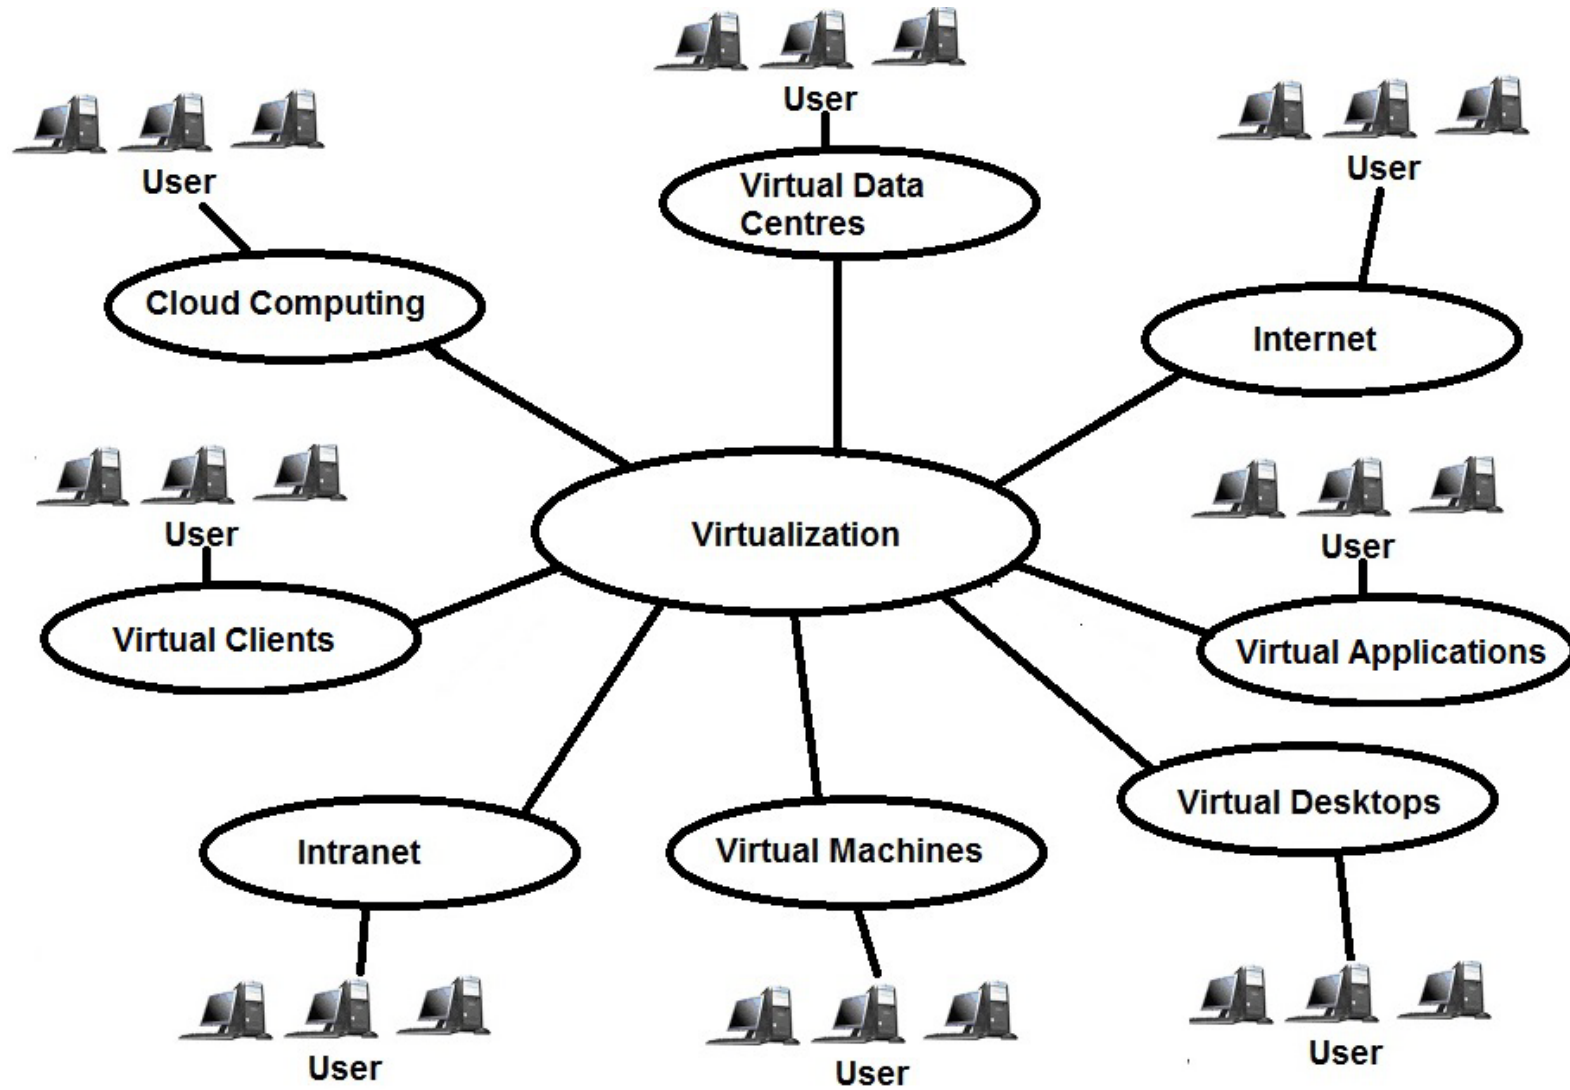 User
User
User
Virtual Data
Centres
Cloud Computing
Internet
User
User
Virtualization
Virtual Clients
Virtual Applications
Virtual Desktops
Intranet
Virtual Machines
User
User
User